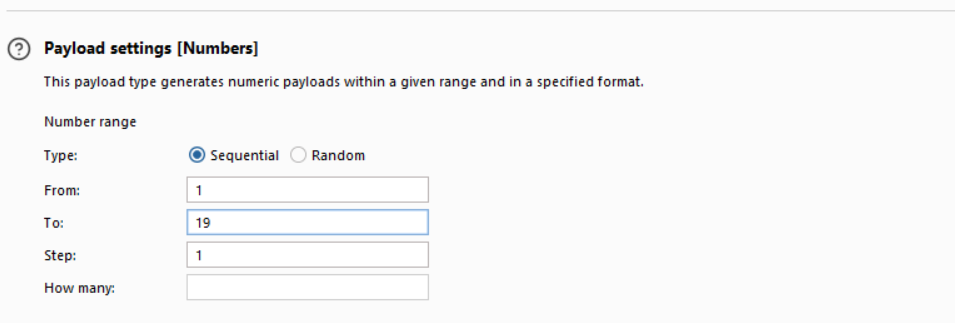 ? Payload settings [Numbers]
This payload type generates numeric payloads within a given range and in a specified format.
Number range
Type: Sequential Random
From: 1
To: 19
Step: 1
How many: